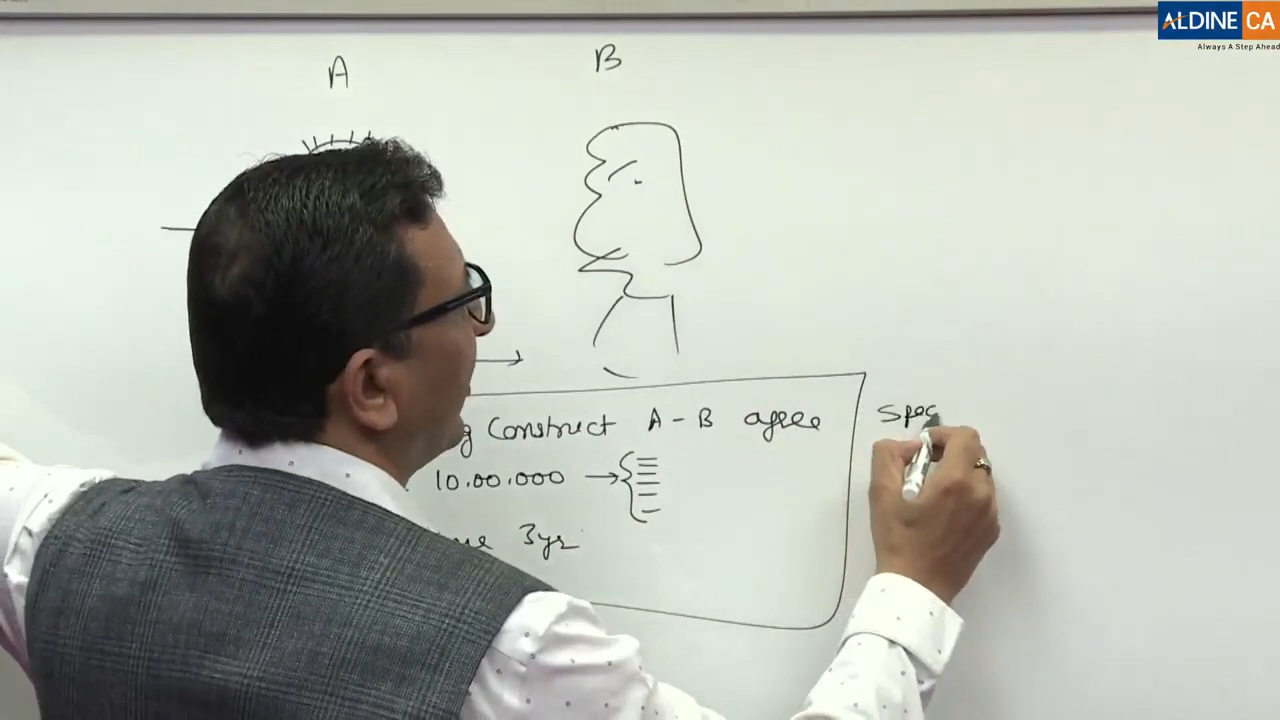 ALDINE CA
Always A Step Ahead
A
B
Construct A - B agree
10,00,000 →
3yr
Spec